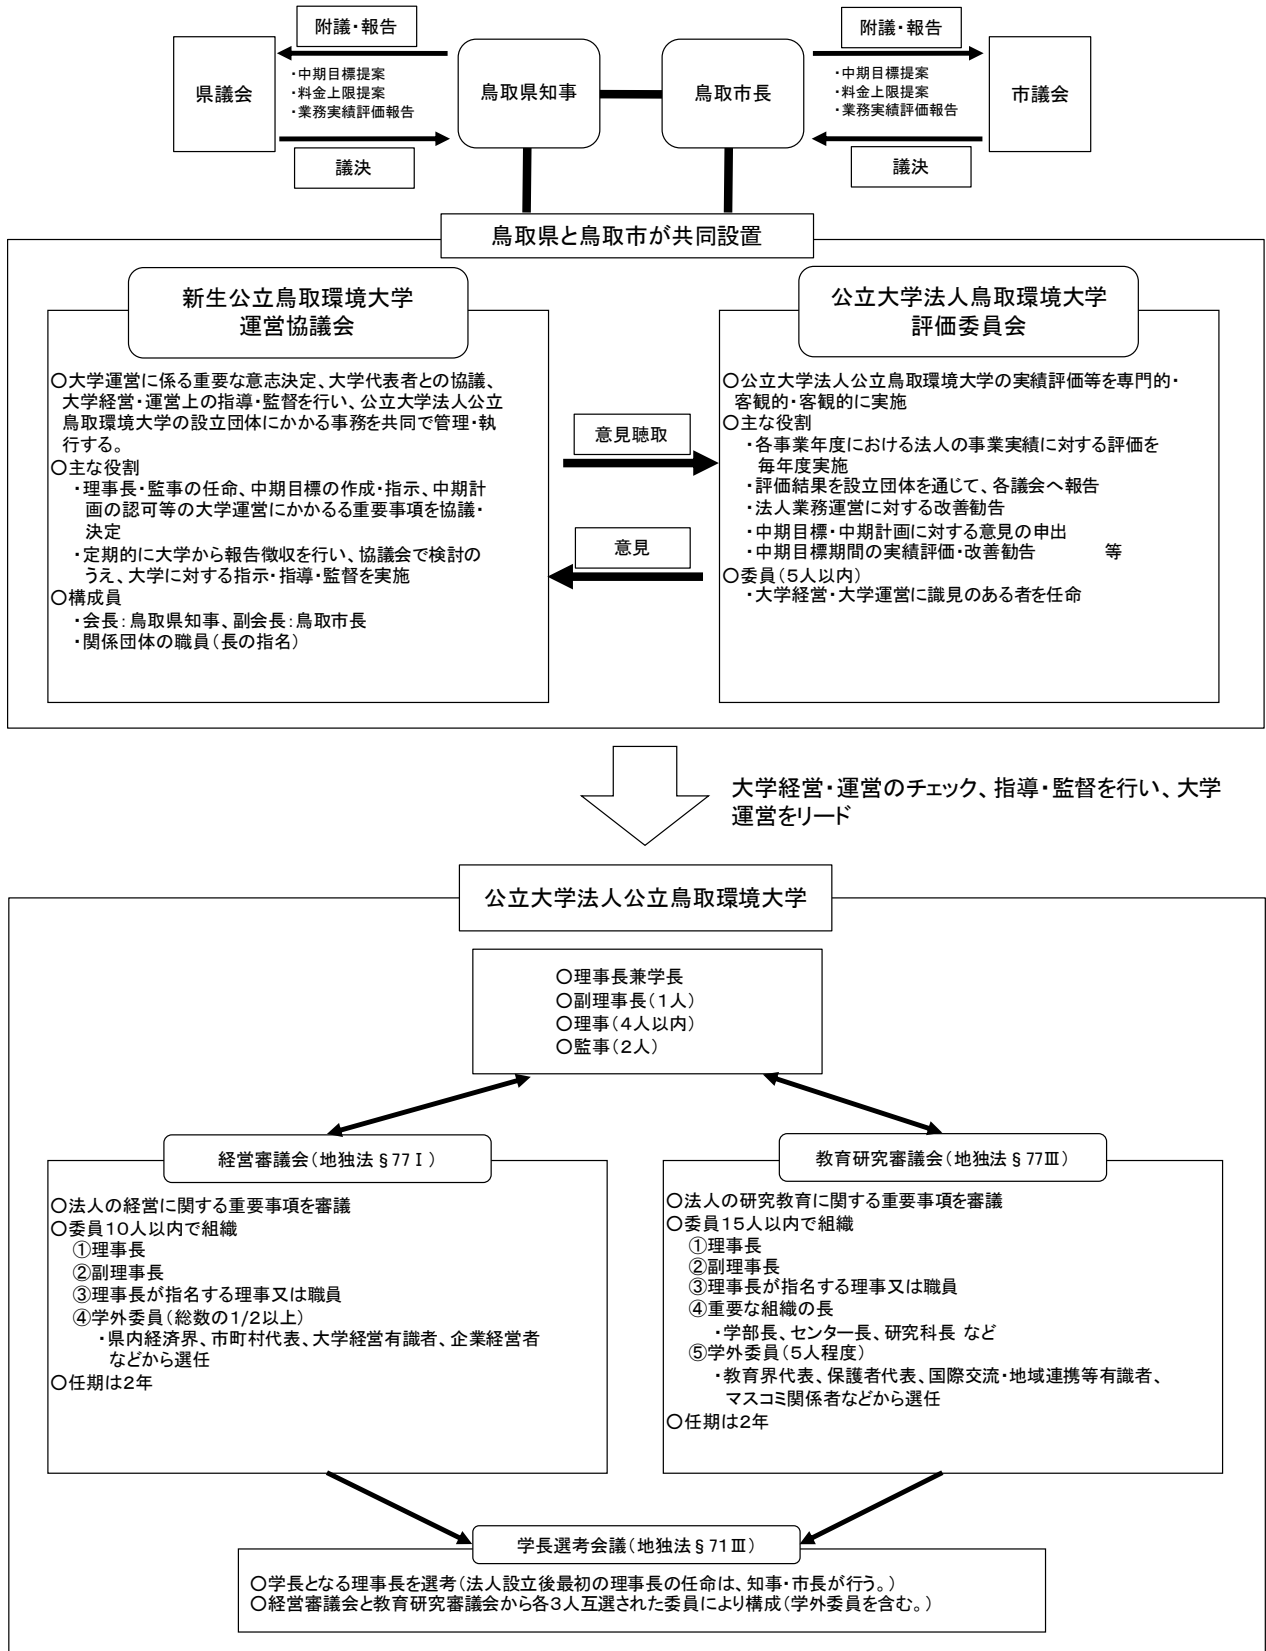 附議・報告
県議会
・中期目標提案
・料金上限提案
・業務実績評価報告
議決
鳥取県知事
鳥取市長
附議・報告
・中期目標提案
・料金上限提案
・業務実績評価報告
議決
市議会
鳥取県と鳥取市が共同設置
新生公立鳥取環境大学
運営協議会
○大学運営に係る重要な意志決定、大学代表者との協議、
大学経営・運営上の指導・監督を行い、公立大学法人公立
鳥取環境大学の設立団体にかかる事務を共同で管理・執
行する。
○主な役割
・理事長・監事の任命、中期目標の作成・指示、中期計
画の認可等の大学運営にかかるる重要事項を協議・
決定
・定期的に大学から報告徴収を行い、協議会で検討の
うえ、大学に対する指示・指導・監督を実施
○構成員
・会長：鳥取県知事、副会長：鳥取市長
・関係団体の職員（長の指名）
意見聴取
意見
公立大学法人鳥取環境大学
評価委員会
○公立大学法人公立鳥取環境大学の実績評価等を専門的・
客観的・客観的に実施
○主な役割
・各事業年度における法人の事業実績に対する評価を
毎年度実施
・評価結果を設立団体を通じて、各議会へ報告
・法人業務運営に対する改善勧告
・中期目標・中期計画に対する意見の申出
・中期目標期間の実績評価・改善勧告　　　等
○委員（５人以内）
・大学経営・大学運営に識見のある者を任命
大学経営・運営のチェック、指導・監督を行い、大学
運営をリード
公立大学法人公立鳥取環境大学
○理事長兼学長
○副理事長（１人）
○理事（４人以内）
○監事（２人）
経営審議会（地独法§77Ⅰ）
○法人の経営に関する重要事項を審議
○委員１０人以内で組織
①理事長
②副理事長
③理事長が指名する理事又は職員
④学外委員（総数の1/2以上）
・県内経済界、市町村代表、大学経営有識者、企業経営者
などから選任
○任期は２年
教育研究審議会（地独法§77Ⅲ）
○法人の研究教育に関する重要事項を審議
○委員１５人以内で組織
①理事長
②副理事長
③理事長が指名する理事又は職員
④重要な組織の長
・学部長、センター長、研究科長 など
⑤学外委員（５人程度）
・教育界代表、保護者代表、国際交流・地域連携等有識者、
マスコミ関係者などから選任
○任期は２年
学長選考会議（地独法§71Ⅲ）
○学長となる理事長を選考（法人設立後最初の理事長の任命は、知事・市長が行う。）
○経営審議会と教育研究審議会から各３人互選された委員により構成（学外委員を含む。）